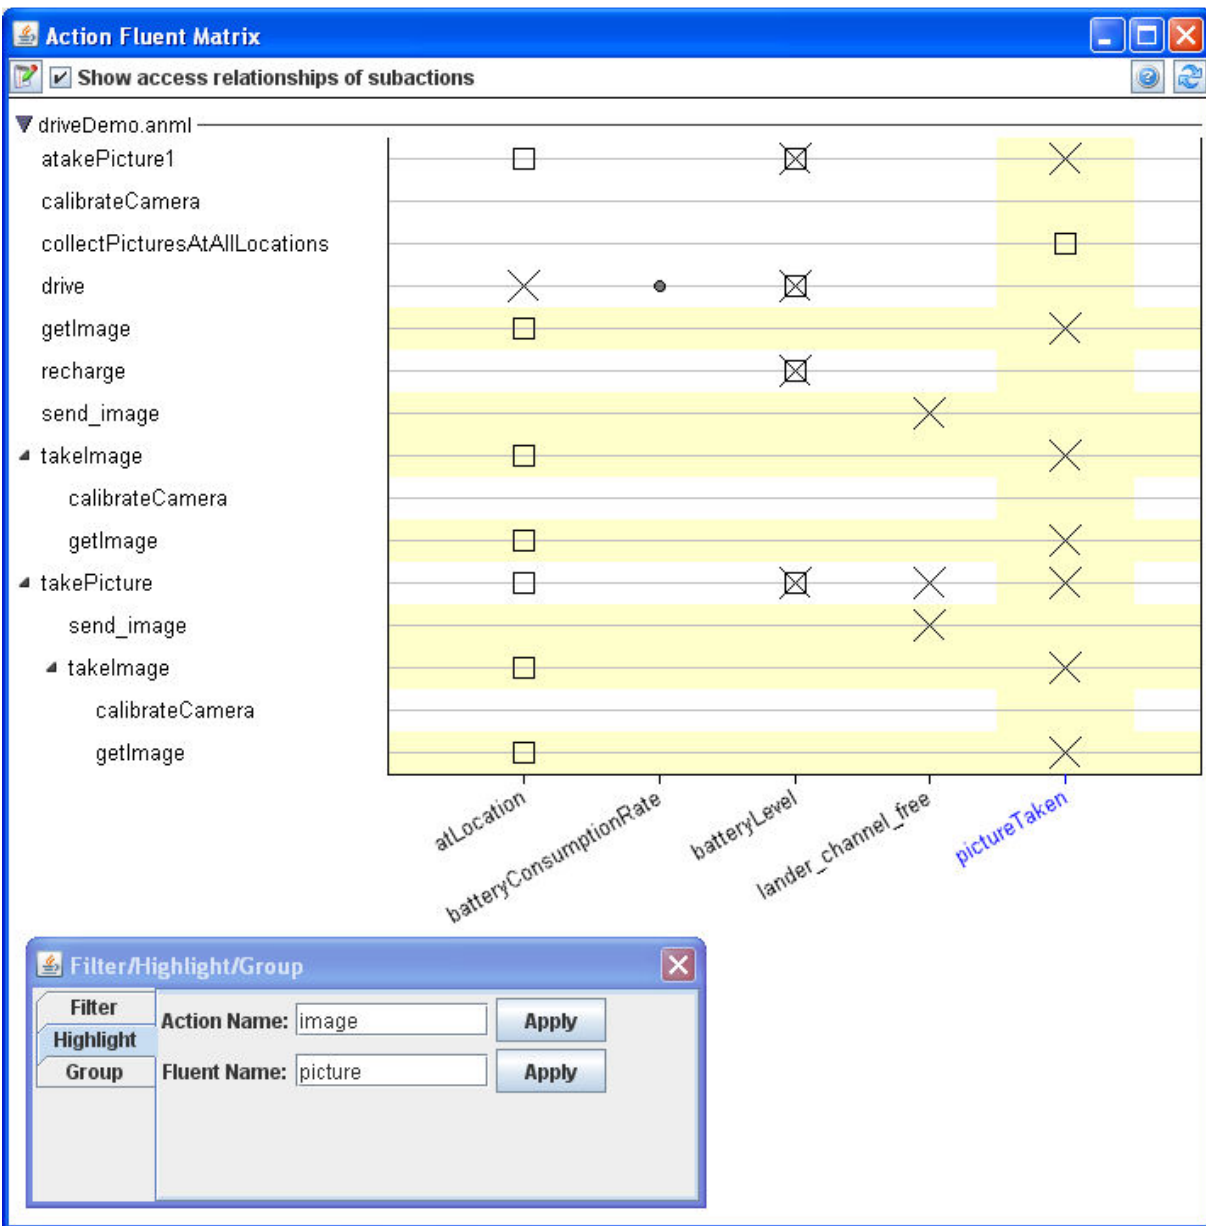 Action Fluent Matrix
Show access relationships of subactions
driveDemo.anml
atakePicture1
calibrateCamera
collectPicturesAtAllLocations
drive
getImage
recharge
send_image
takeImage
calibrateCamera
getImage
takePicture
send_image
takeImage
calibrateCamera
getImage
atLocation
batteryConsumptionRate
batteryLevel
lander_channel_free
pictureTaken
Filter/Highlight/Group
Filter
Highlight
Group
Action Name: image Apply
Fluent Name: picture Apply